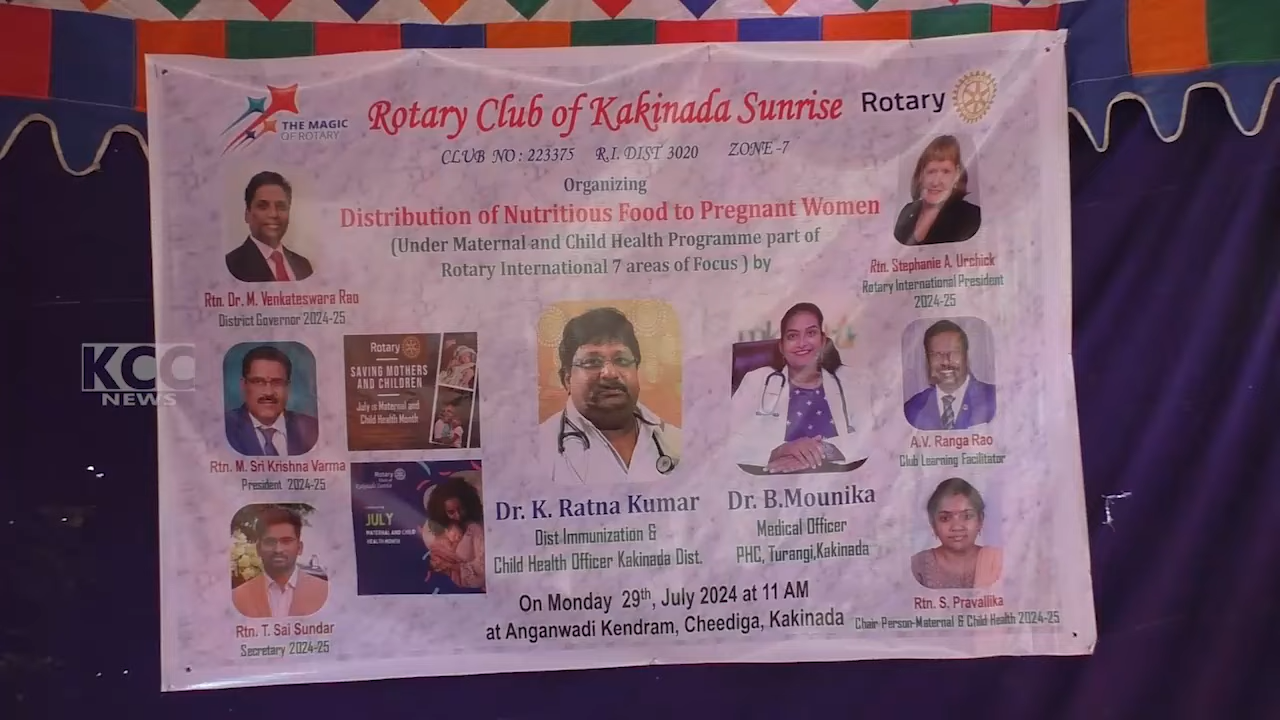 THE MAGIC
OF ROTARY
Rotary Club of Kakinada Sunrise
Rotary
CLUB NO : 223375 R.I. DIST 3020 ZONE -7
Organizing
Distribution of Nutritious Food to Pregnant Women
(Under Maternal and Child Health Programme part of
Rotary International 7 areas of Focus ) by
Rtn. Dr. M. Venkateswara Rao
District Governor 2024-25
Rtn. Stephanie A. Urchick
Rotary International President
2024-25
KCC
NEWS
Rtn. M. Sri Krishna Varma
President 2024-25
Rotary
SAVING MOTHERS
AND CHILDREN
July is Maternal and
Child Health Month
A.V. Ranga Rao
Club Learning Facilitator
Rotary
JULY
MATERNAL AND CHILD
HEALTH MONTH
Dr. K. Ratna Kumar
Dist Immunization &
Child Health Officer Kakinada Dist.
Dr. B.Mounika
Medical Officer
PHC, Turangi,Kakinada
Rtn. T. Sai Sundar
Secretary 2024-25
Rtn. S. Pravallika
Chair Person-Maternal & Child Health 2024-25
On Monday 29th, July 2024 at 11 AM
at Anganwadi Kendram, Cheediga, Kakinada